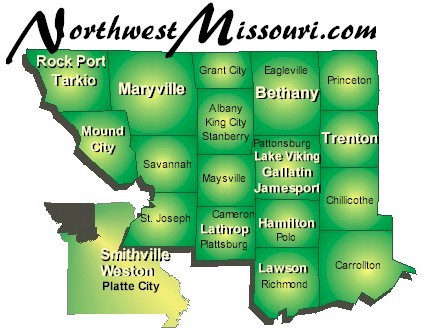 NorthwestMissouri.com
Rock Port
Tarkio
Maryville
Grant City
Eagleville
Bethany
Princeton
Mound
City
Albany
King City
Stanberry
Trenton
Savannah
Maysville
Pattonsburg
Lake Viking
Gallatin
Jamesport
Chillicothe
St. Joseph
Cameron
Lathrop
Plattsburg
Hamilton
Polo
Smithville
Weston
Platte City
Lawson
Richmond
Carrollton